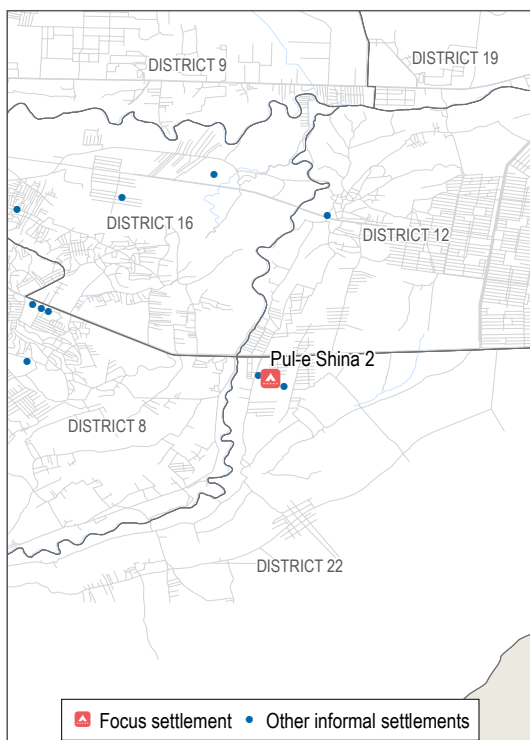 DISTRICT 9
DISTRICT 19
DISTRICT 16
DISTRICT 12
Pul-e Shina 2
DISTRICT 8
DISTRICT 22
Focus settlement
Other informal settlements